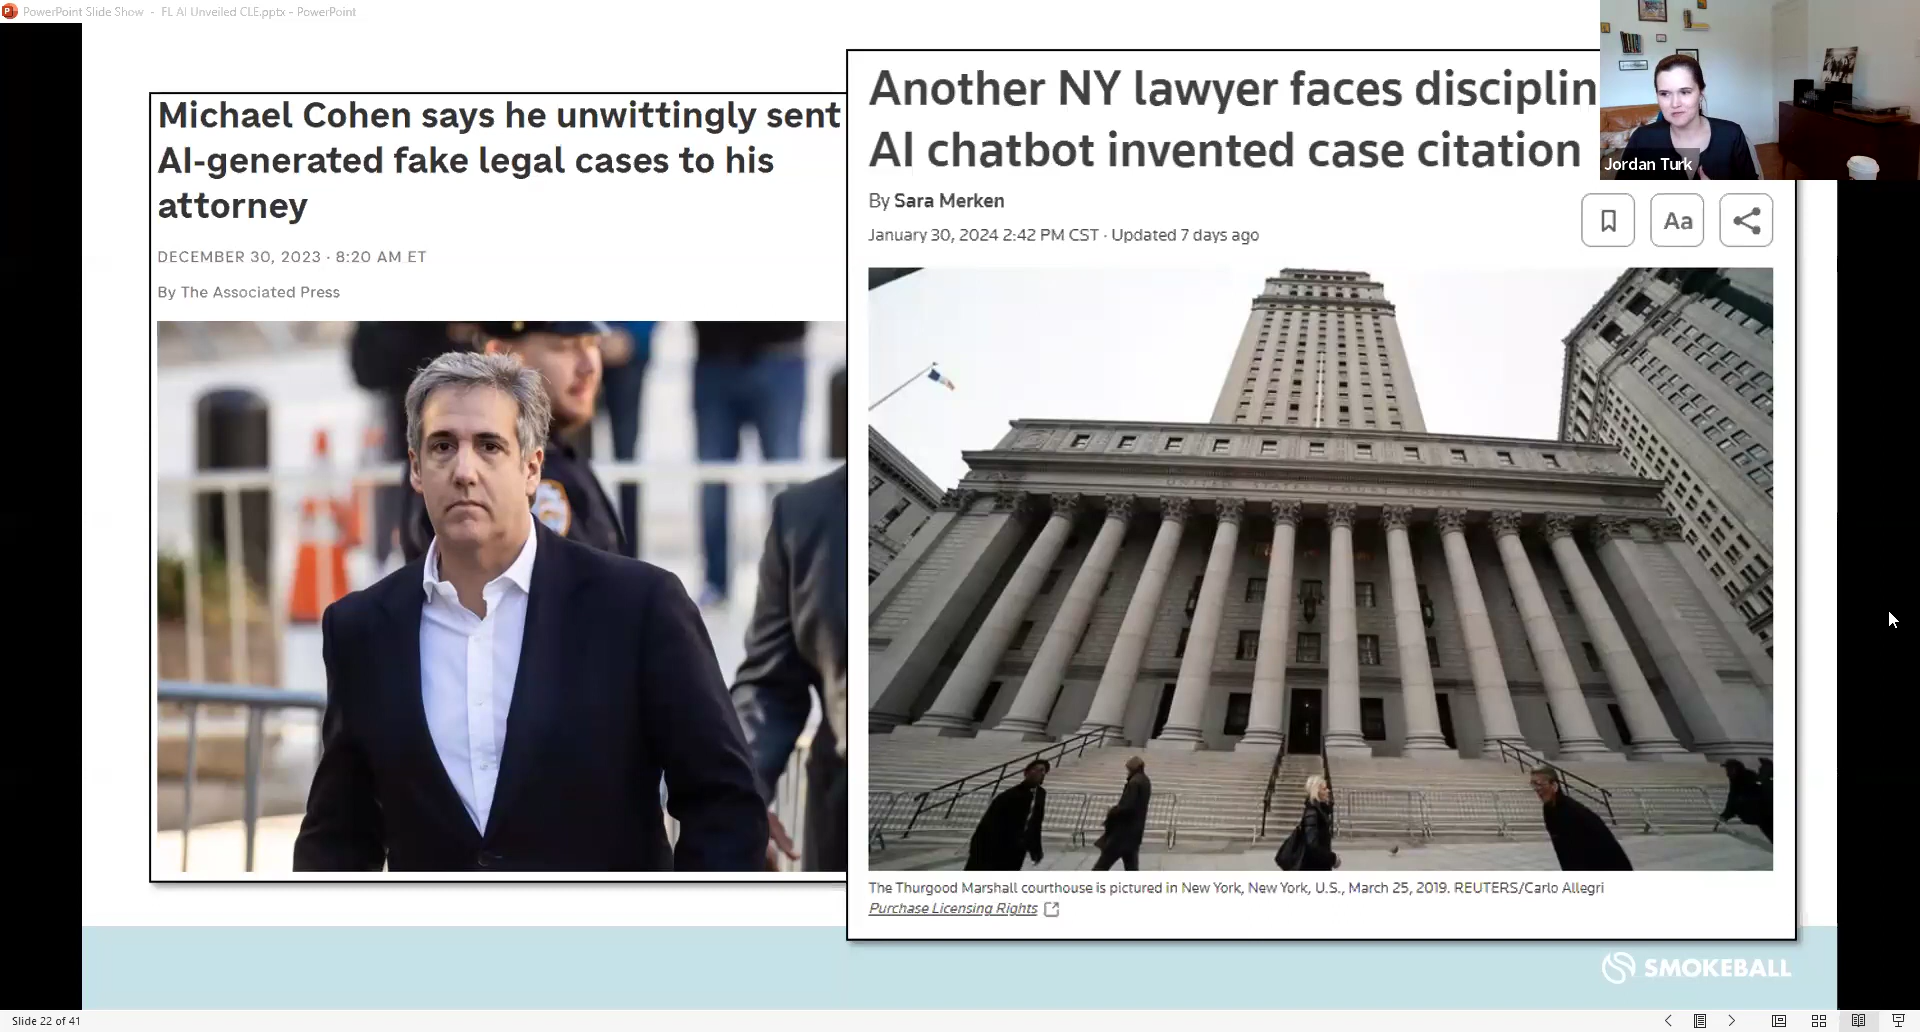 PowerPoint Slide Show - FL AI Unveiled CLE.pptx - PowerPoint
Michael Cohen says he unwittingly sent
AI-generated fake legal cases to his
attorney
DECEMBER 30, 2023 · 8:20 AM ET
By The Associated Press
Another NY lawyer faces disciplin
AI chatbot invented case citation
By Sara Merken
January 30, 2024 2:42 PM CST · Updated 7 days ago
Aa
UNITED STATES COURT HOUSE
The Thurgood Marshall courthouse is pictured in New York, New York, U.S., March 25, 2019. REUTERS/Carlo Allegri
Purchase Licensing Rights
Jordan Turk
SMOKEBALL
Slide 22 of 41